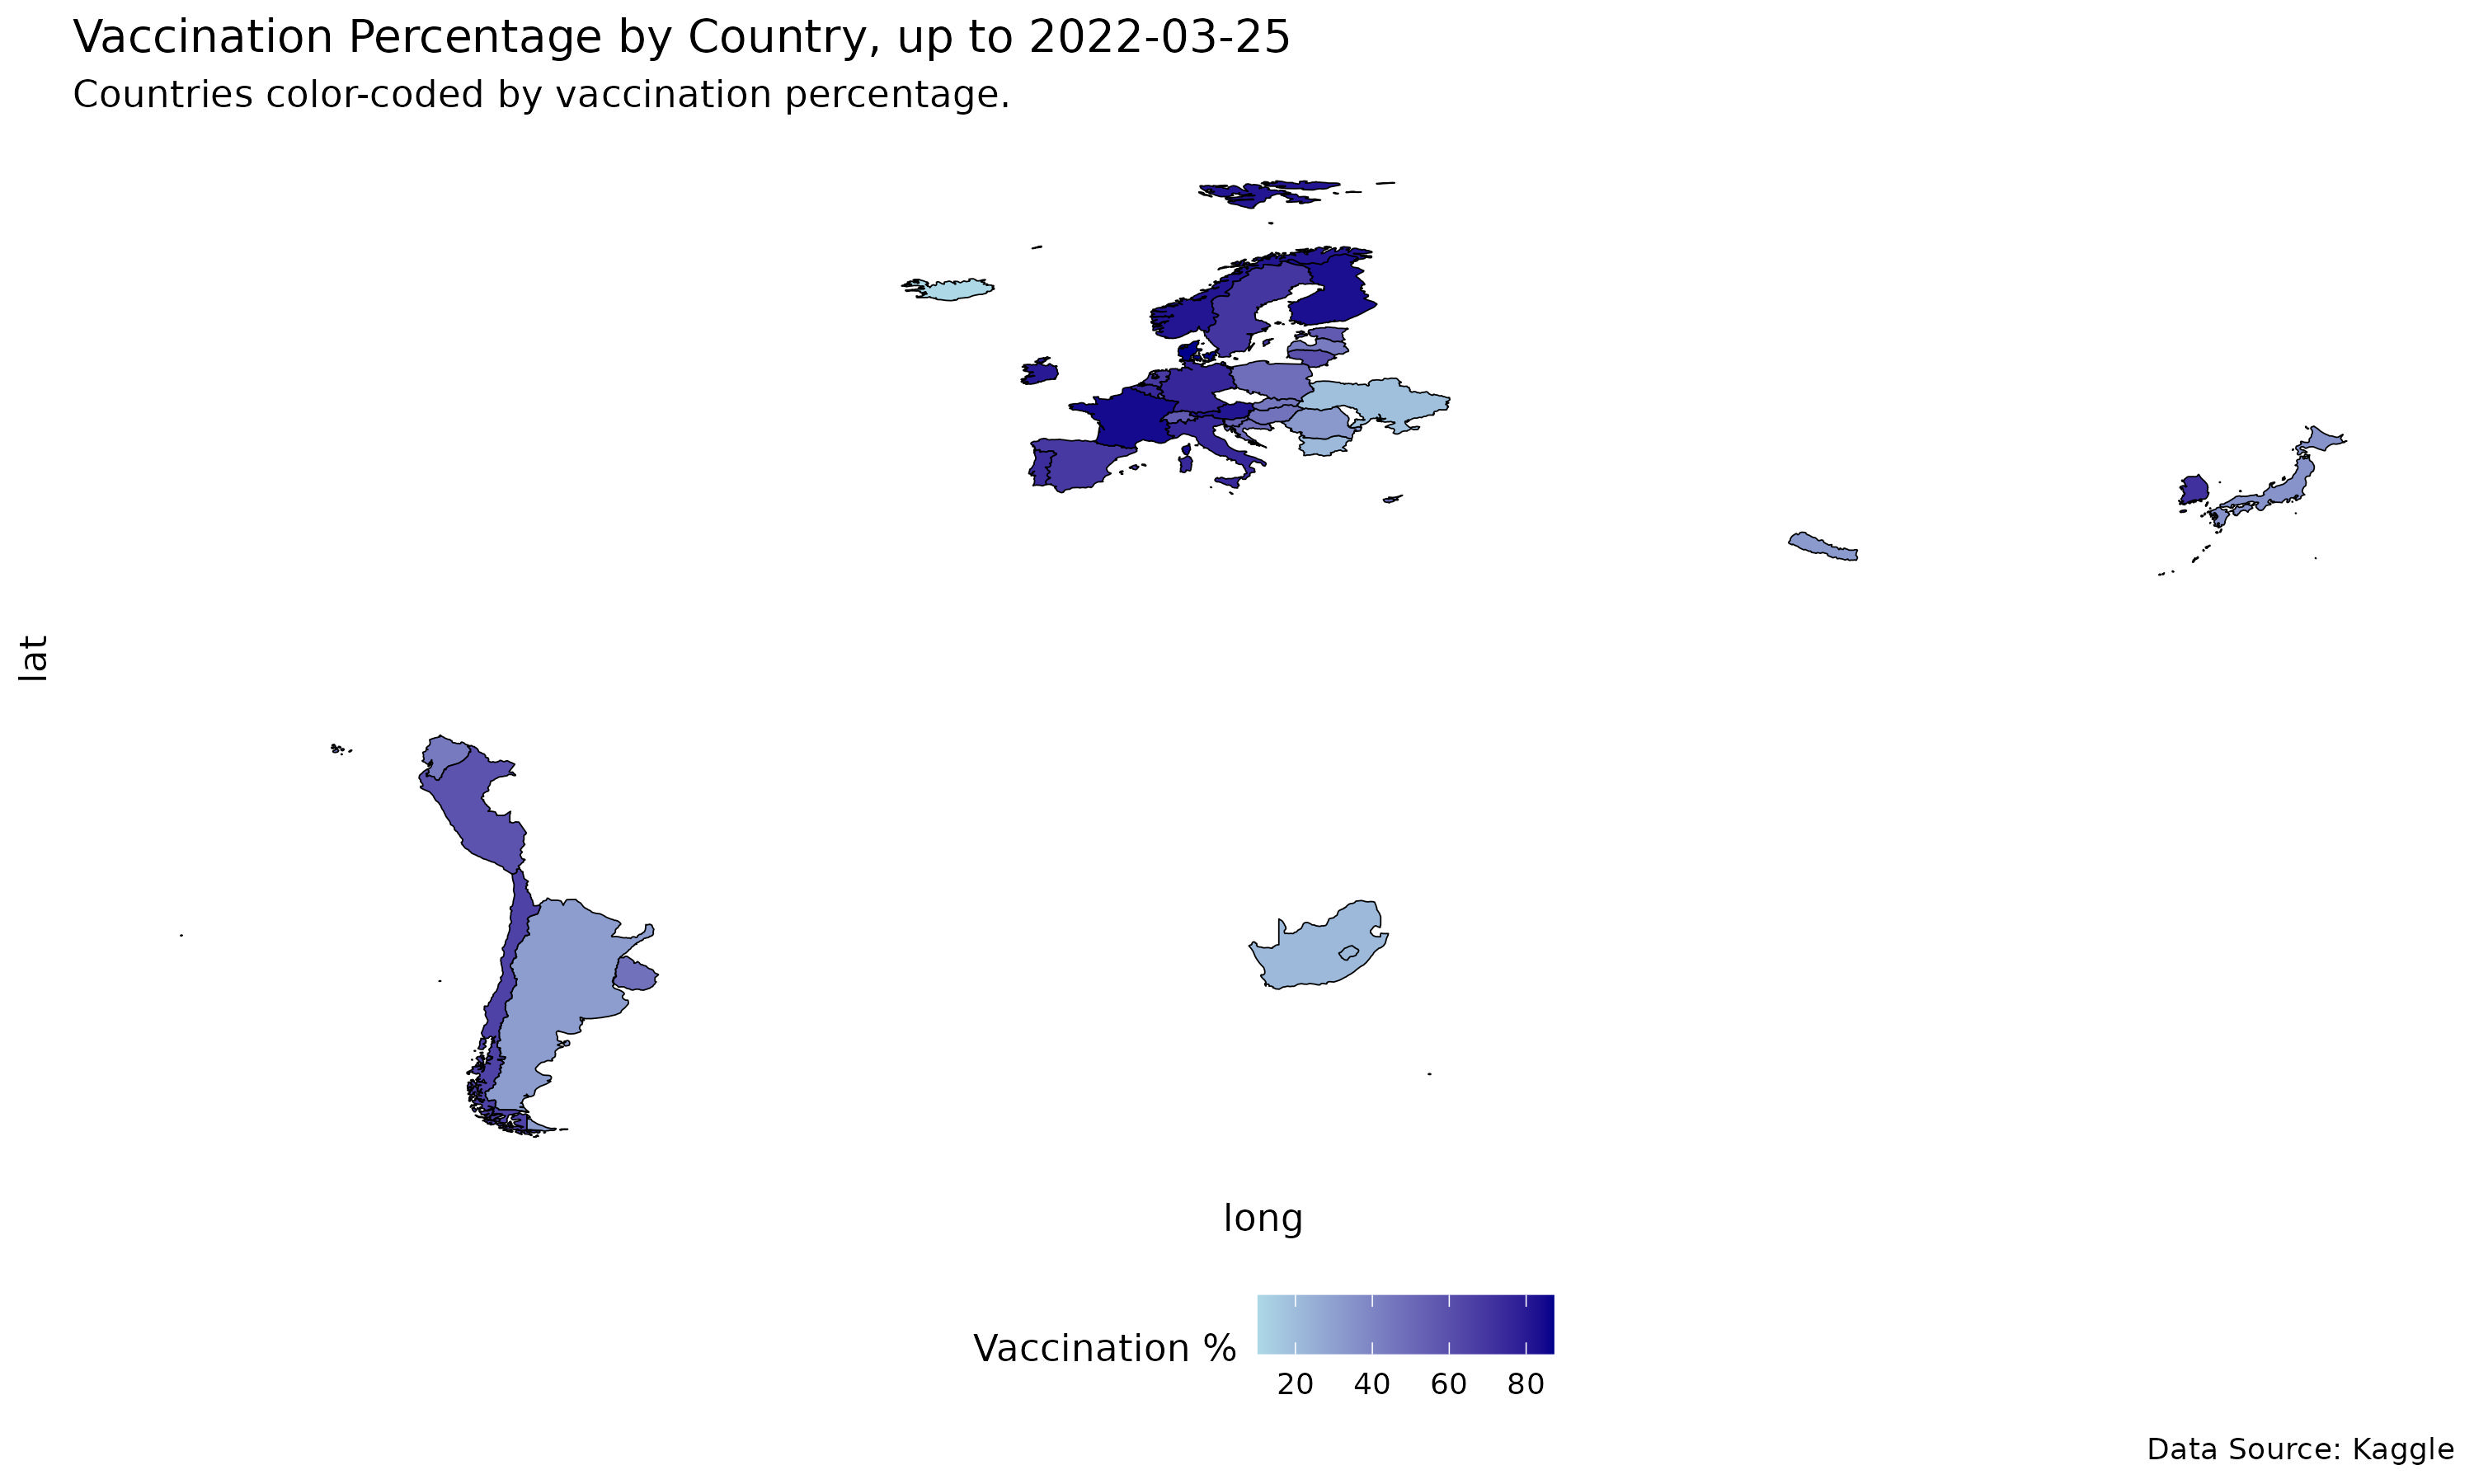 Vaccination Percentage by Country, up to 2022-03-25
Countries color-coded by vaccination percentage.
lat
long
Vaccination %
20 40 60 80
Data Source: Kaggle